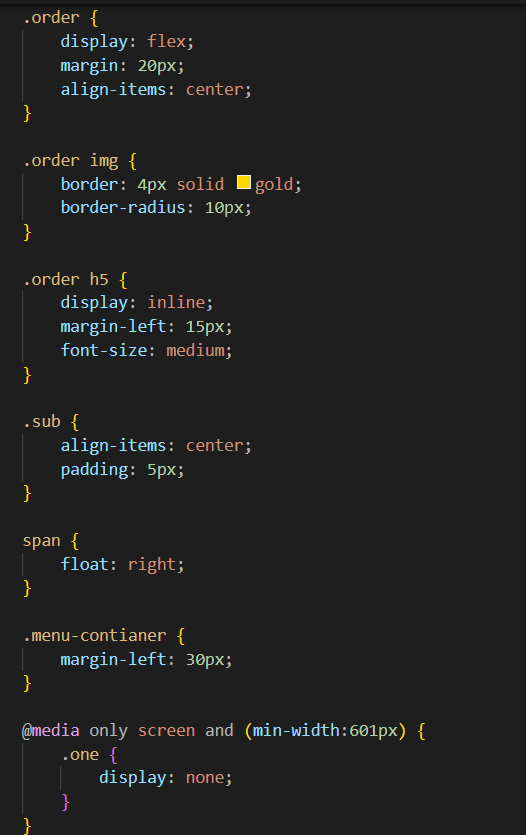 .order {
    display: flex;
    margin: 20px;
    align-items: center;
}

.order img {
    border: 4px solid gold;
    border-radius: 10px;
}

.order h5 {
    display: inline;
    margin-left: 15px;
    font-size: medium;
}

.sub {
    align-items: center;
    padding: 5px;
}

span {
    float: right;
}

.menu-contianer {
    margin-left: 30px;
}

@media only screen and (min-width:601px) {
    .one {
        display: none;
    }
}